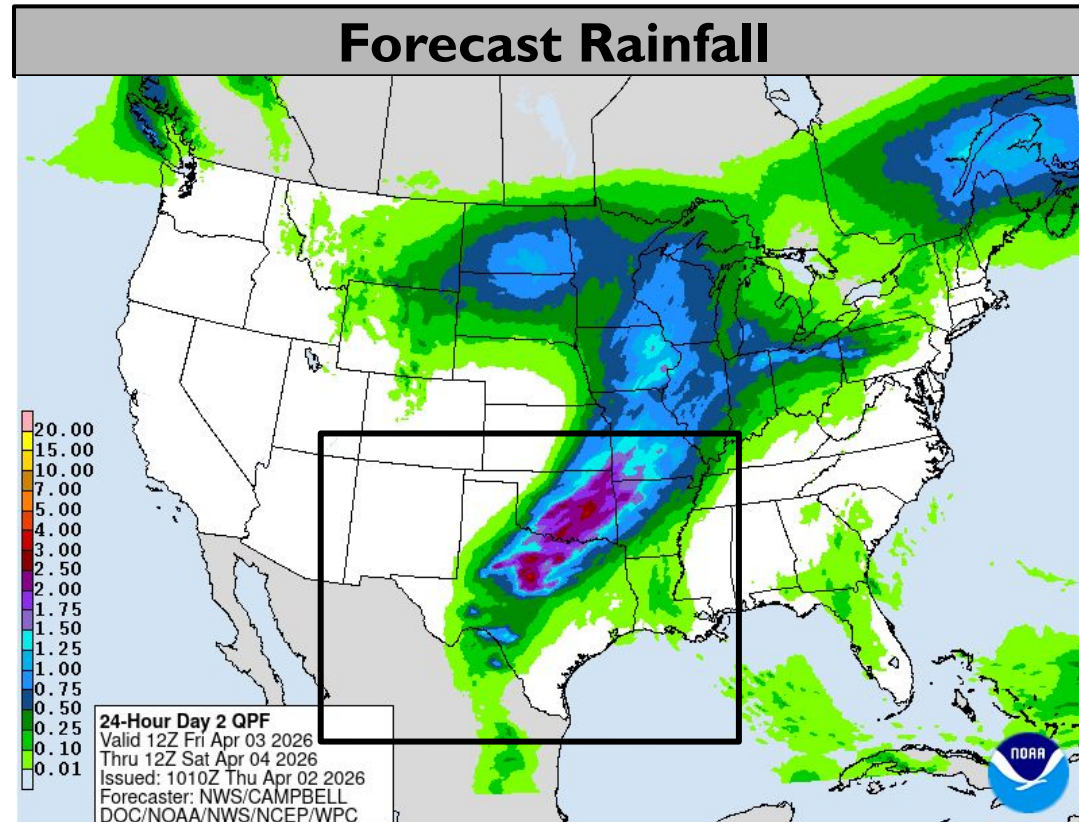 Forecast Rainfall
20.00
15.00
10.00
7.00
5.00
4.00
3.00
2.50
2.00
1.75
1.50
1.25
1.00
0.75
0.50
0.25
0.10
0.01
24-Hour Day 2 QPF
Valid 12Z Fri Apr 03 2026
Thru 12Z Sat Apr 04 2026
Issued: 1010Z Thu Apr 02 2026
Forecaster: NWS/CAMPBELL
DOC/NOAA/NWS/NCEP/WPC
NOAA